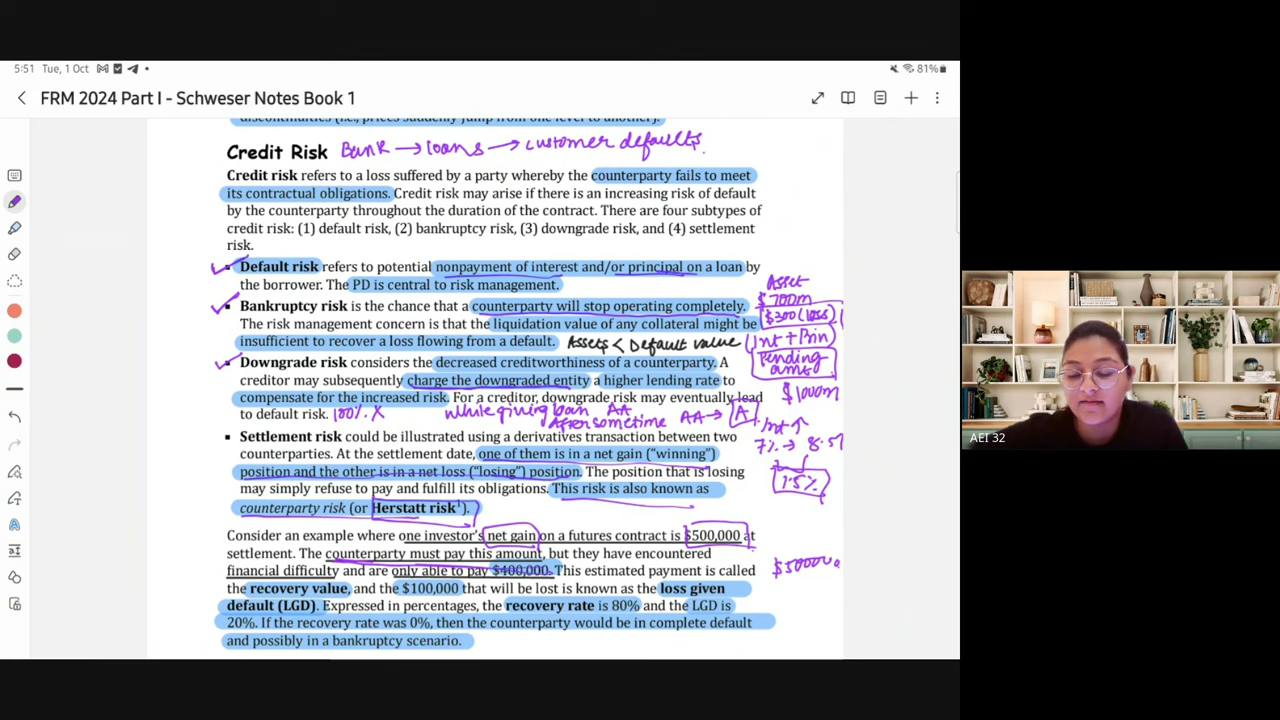 5:51 Tue, 1 Oct
81%
FRM 2024 Part I - Schweser Notes Book 1
discontinuities (i.e., prices suddenly jump from one level to another).
Credit Risk Bank → loans → customer defaults.
Credit risk refers to a loss suffered by a party whereby the counterparty fails to meet
its contractual obligations. Credit risk may arise if there is an increasing risk of default
by the counterparty throughout the duration of the contract. There are four subtypes of
credit risk: (1) default risk, (2) bankruptcy risk, (3) downgrade risk, and (4) settlement
risk.
Default risk refers to potential nonpayment of interest and/or principal on a loan by
the borrower. The PD is central to risk management.
Asset
$700m
Bankruptcy risk is the chance that a counterparty will stop operating completely.
$300 (loss)
The risk management concern is that the liquidation value of any collateral might be
insufficient to recover a loss flowing from a default. Assets < Default value
(Int + Prin)
Pending
amt
$1000m
Downgrade risk considers the decreased creditworthiness of a counterparty. A
creditor may subsequently charge the downgraded entity a higher lending rate to
compensate for the increased risk. For a creditor, downgrade risk may eventually lead
to default risk. 100% X while giving loan AA
After sometime AA → A
Int ↑
7% → 8.5%
1.5%
Settlement risk could be illustrated using a derivatives transaction between two
counterparties. At the settlement date, one of them is in a net gain ("winning")
position and the other is in a net loss ("losing") position. The position that is losing
may simply refuse to pay and fulfill its obligations. This risk is also known as
counterparty risk (or Herstatt risk¹).
Consider an example where one investor's net gain on a futures contract is $500,000 at
settlement. The counterparty must pay this amount, but they have encountered
financial difficulty and are only able to pay $400,000. This estimated payment is called
the recovery value, and the $100,000 that will be lost is known as the loss given
default (LGD). Expressed in percentages, the recovery rate is 80% and the LGD is
20%. If the recovery rate was 0%, then the counterparty would be in complete default
and possibly in a bankruptcy scenario.
AEI 32